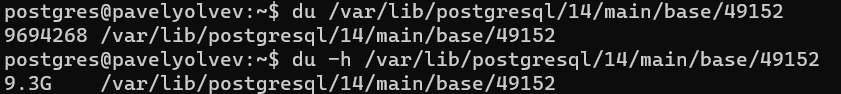 postgres@pavelyolvev:~$ du /var/lib/postgresql/14/main/base/49152
9694268 /var/lib/postgresql/14/main/base/49152
postgres@pavelyolvev:~$ du -h /var/lib/postgresql/14/main/base/49152
9.3G    /var/lib/postgresql/14/main/base/49152